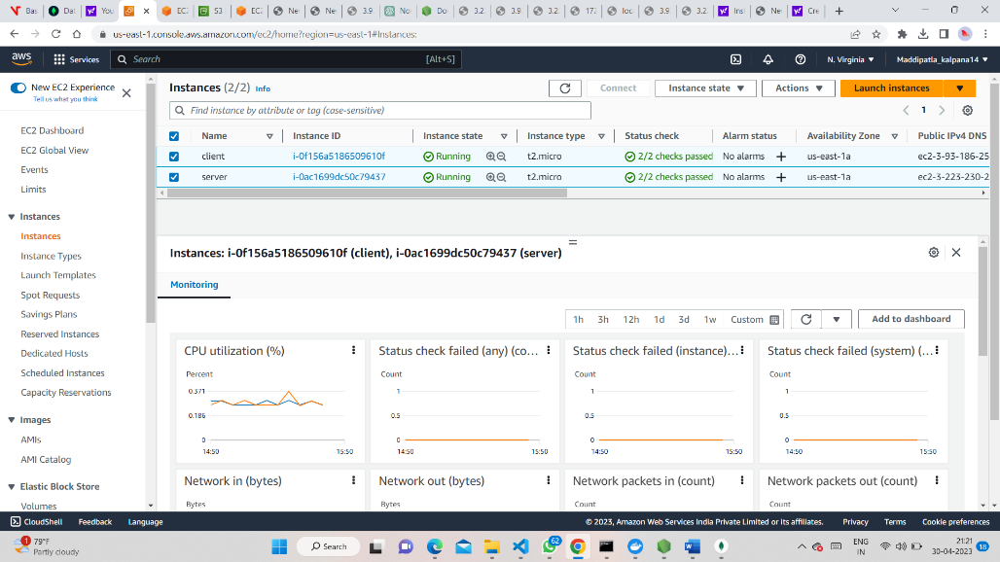 Bas
Dat
You
EC:
S3
EC:
Ne
Ne
3.9
No
Do
3.2
3.9
3.2
17.
loc
3.9
3.2.
Inst
Ne
Cre
us-east-1.console.aws.amazon.com/ec2/home?region=us-east-1#Instances:
aws
Services
Search
[Alt+S]
N. Virginia
Maddipatla_kalpana14
New EC2 Experience
Tell us what you think
EC2 Dashboard
EC2 Global View
Events
Limits
Instances
Instances
Instance Types
Launch Templates
Spot Requests
Savings Plans
Reserved Instances
Dedicated Hosts
Scheduled Instances
Capacity Reservations
Images
AMIs
AMI Catalog
Elastic Block Store
Volumes
Instances (2/2) Info
Connect
Instance state
Actions
Launch instances
Find instance by attribute or tag (case-sensitive)
1
Name Instance ID Instance state Instance type Status check Alarm status Availability Zone Public IPv4 DNS
client i-0f156a5186509610f Running t2.micro 2/2 checks passed No alarms + us-east-1a ec2-3-93-186-25
server i-0ac1699dc50c79437 Running t2.micro 2/2 checks passed No alarms + us-east-1a ec2-3-223-230-2
Instances: i-0f156a5186509610f (client), i-0ac1699dc50c79437 (server)
Monitoring
1h 3h 12h 1d 3d 1w Custom
Add to dashboard
CPU utilization (%)
Percent
0.371
0.186
0
14:50 15:50
Status check failed (any) (co...
Count
1
0.5
0
14:50 15:50
Status check failed (instance)...
Count
1
0.5
0
14:50 15:50
Status check failed (system) (...
Count
1
0.5
0
14:50 15:50
Network in (bytes)
Bytes
Network out (bytes)
Bytes
Network packets in (count)
Count
Network packets out (count)
Count
CloudShell Feedback Language
© 2023, Amazon Web Services India Private Limited or its affiliates. Privacy Terms Cookie preferences
1
79°F
Partly cloudy
Search
62
ENG
IN
21:21
30-04-2023
18